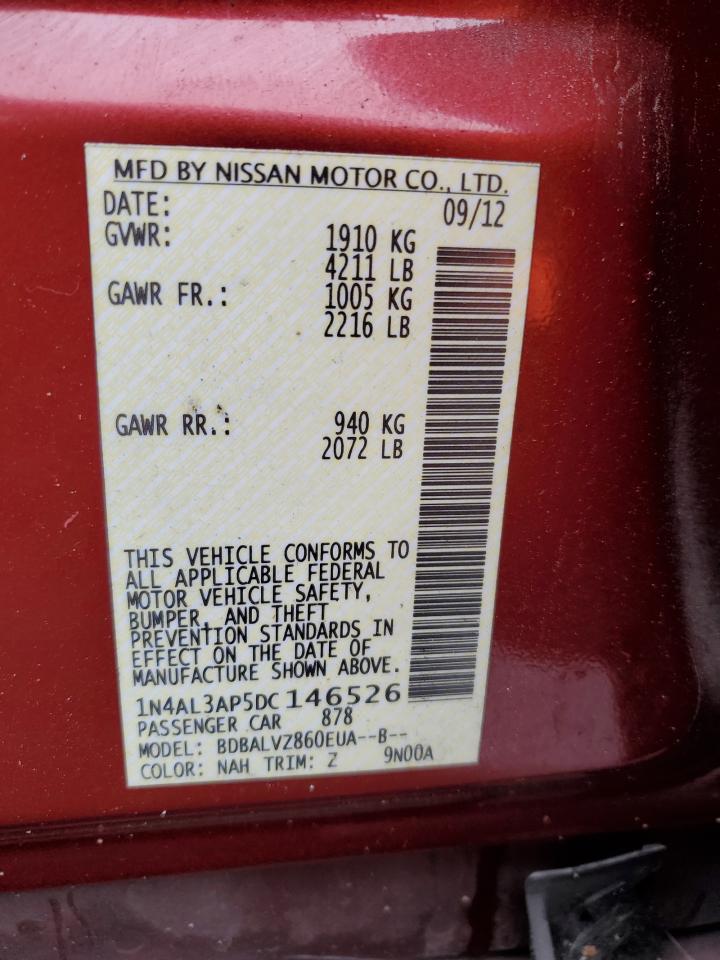 MFD BY NISSAN MOTOR CO., LTD.
DATE: 09/12
GVWR: 1910 KG
4211 LB
GAWR FR.: 1005 KG
2216 LB
GAWR RR.: 940 KG
2072 LB
THIS VEHICLE CONFORMS TO
ALL APPLICABLE FEDERAL
MOTOR VEHICLE SAFETY,
BUMPER, AND THEFT
PREVENTION STANDARDS IN
EFFECT ON THE DATE OF
MANUFACTURE SHOWN ABOVE.
1N4AL3AP5DC146526
PASSENGER CAR 878
MODEL: BDBALVZ860EUA--B--
COLOR: NAH TRIM: Z 9N00A